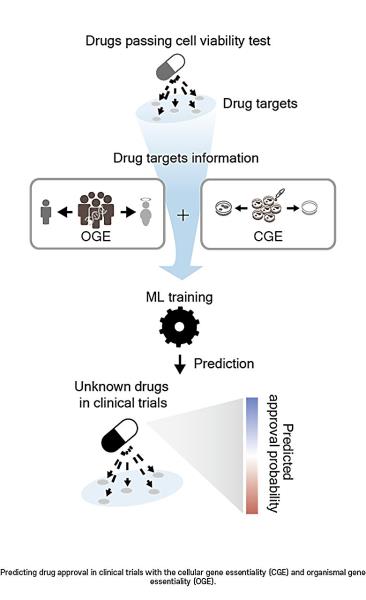 Drugs passing cell viability test
Drug targets
Drug targets information
+
OGE
CGE
ML training
Prediction
Unknown drugs
in clinical trials
Predicted
approval probability
Predicting drug approval in clinical trials with the cellular gene essentiality (CGE) and organismal gene
essentiality (OGE).